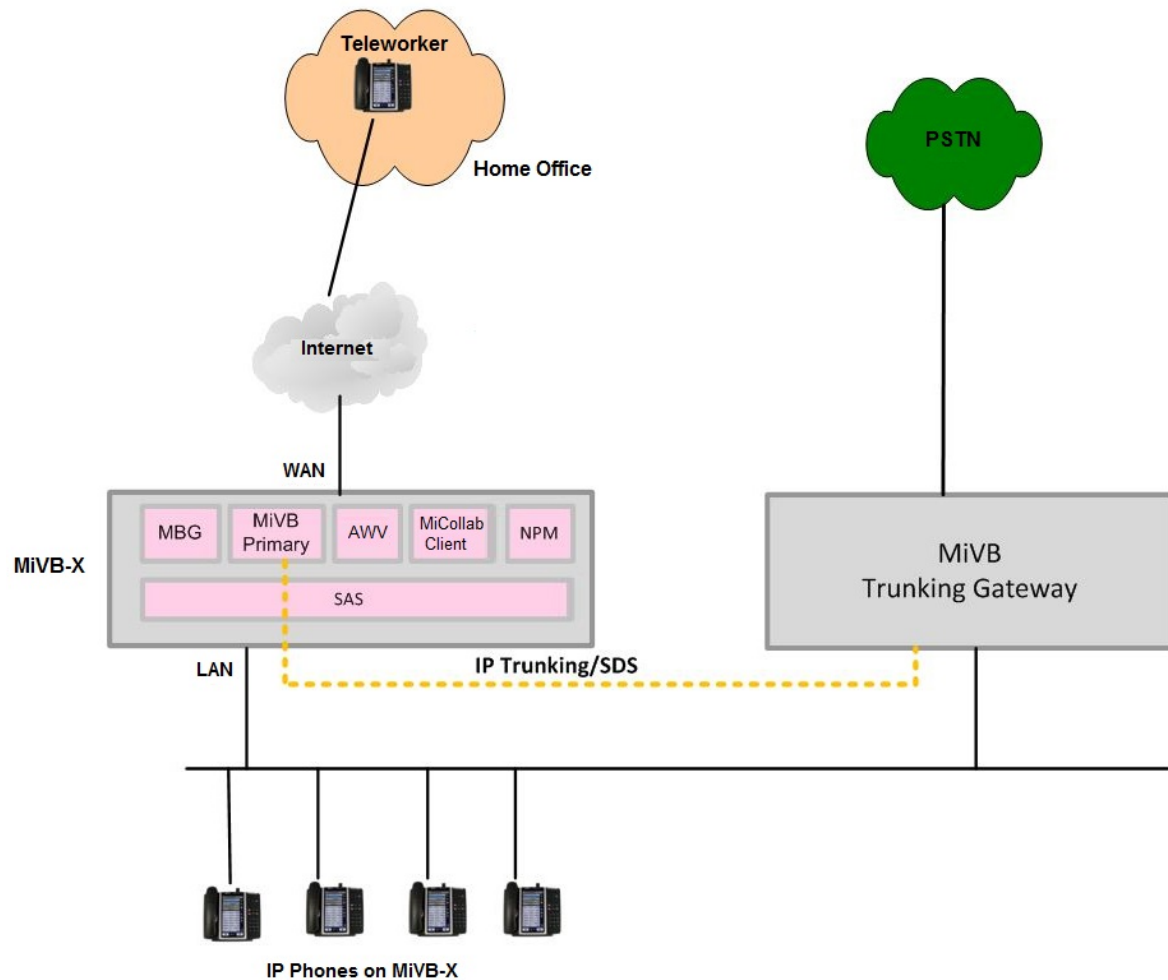 Teleworker
Home Office
PSTN
Internet
WAN
MBG
MiVB
Primary
AWV
MiCollab
Client
NPM
MiVB-X
SAS
MiVB
Trunking Gateway
LAN
IP Trunking/SDS
IP Phones on MiVB-X